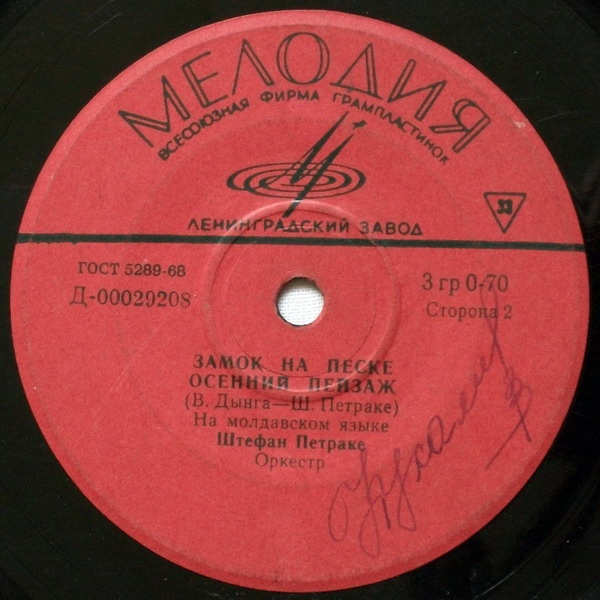 МЕЛОДИЯ
ВСЕСОЮЗНАЯ ФИРМА ГРАМПЛАСТИНОК
ЛЕНИНГРАДСКИЙ ЗАВОД
33
ГОСТ 5289-68
Д-00029208
3 гр 0-70
Сторона 2
ЗАМОК НА ПЕСКЕ
ОСЕННИЙ ПЕЙЗАЖ
(В. Дынга—Ш. Петраке)
На молдавском языке
Штефан Петраке
Оркестр